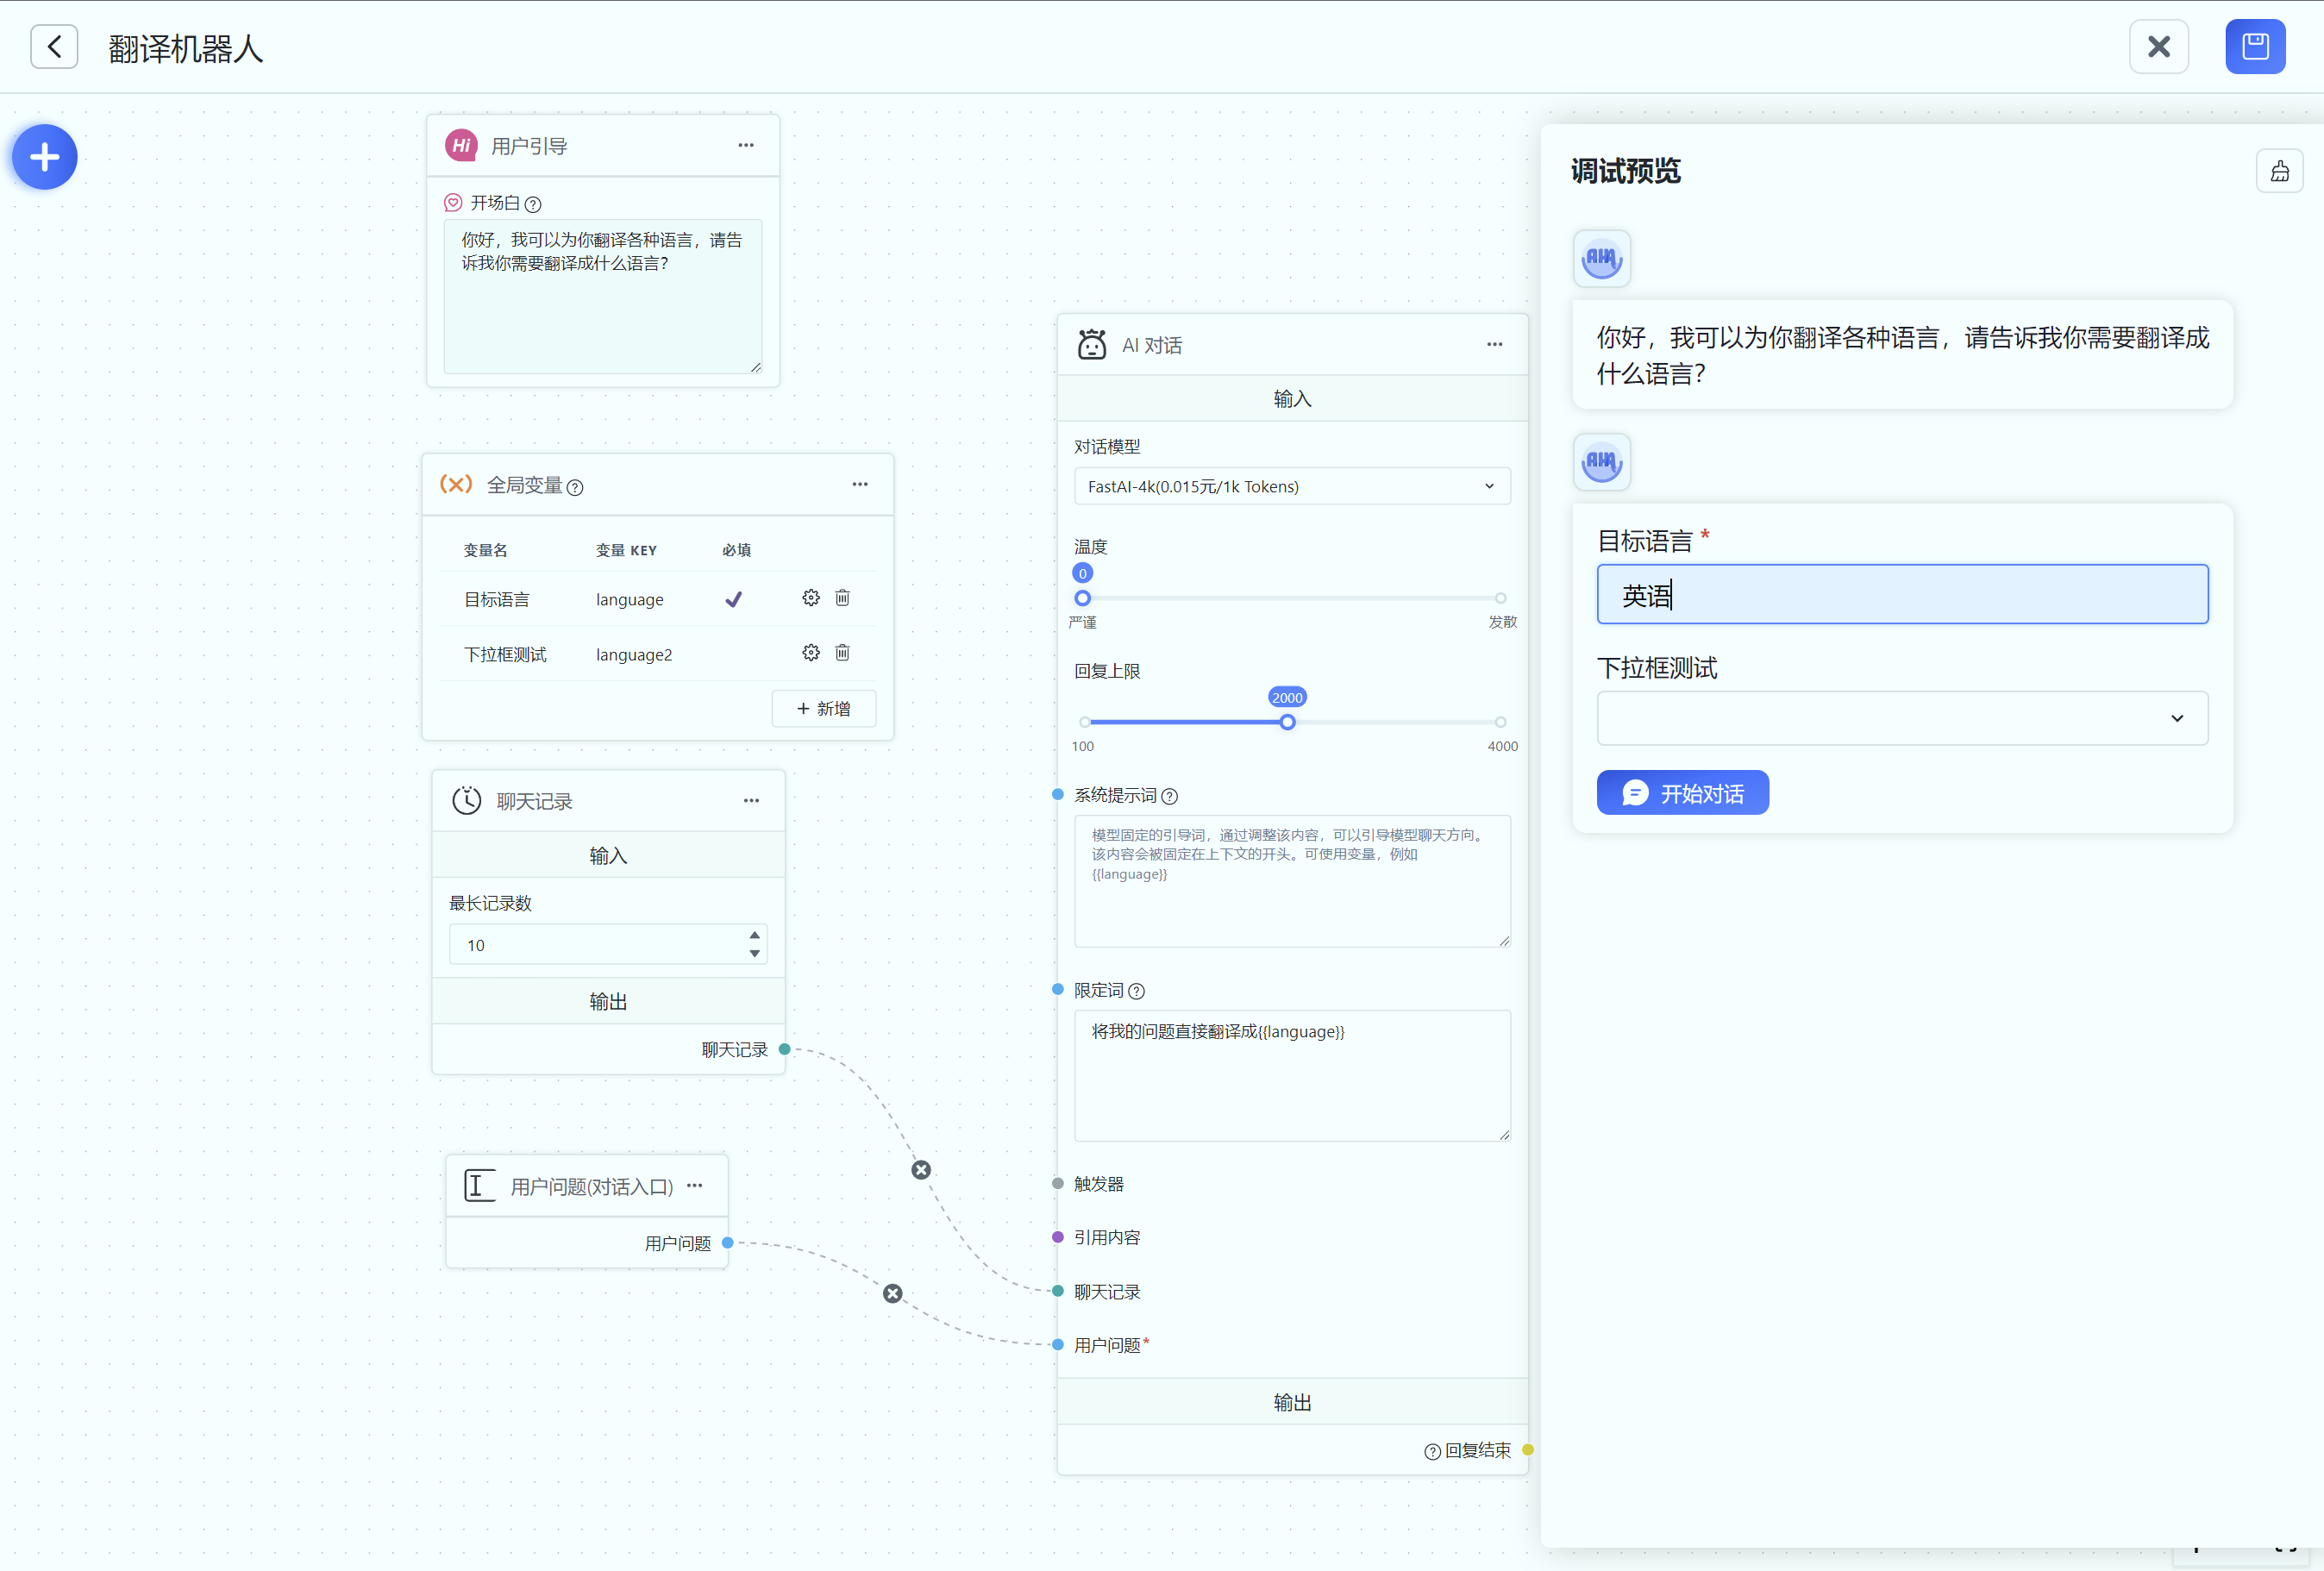 翻译机器人
Hi 用户引导
开场白
你好，我可以为你翻译各种语言，请告
诉我你需要翻译成什么语言？
(x) 全局变量
变量名 变量 KEY 必填
目标语言 language
下拉框测试 language2
+ 新增
聊天记录
输入
最长记录数
10
输出
聊天记录
用户问题(对话入口)
用户问题
AI 对话
输入
对话模型
FastAI-4k(0.015元/1k Tokens)
温度
0
严谨 发散
回复上限
2000
100 4000
系统提示词
模型固定的引导词，通过调整该内容，可以引导模型聊天方向。
该内容会被固定在上下文的开头。可使用变量，例如
{{language}}
限定词
将我的问题直接翻译成{{language}}
触发器
引用内容
聊天记录
用户问题*
输出
回复结束
调试预览
你好，我可以为你翻译各种语言，请告诉我你需要翻译成
什么语言？
目标语言 *
英语
下拉框测试
开始对话